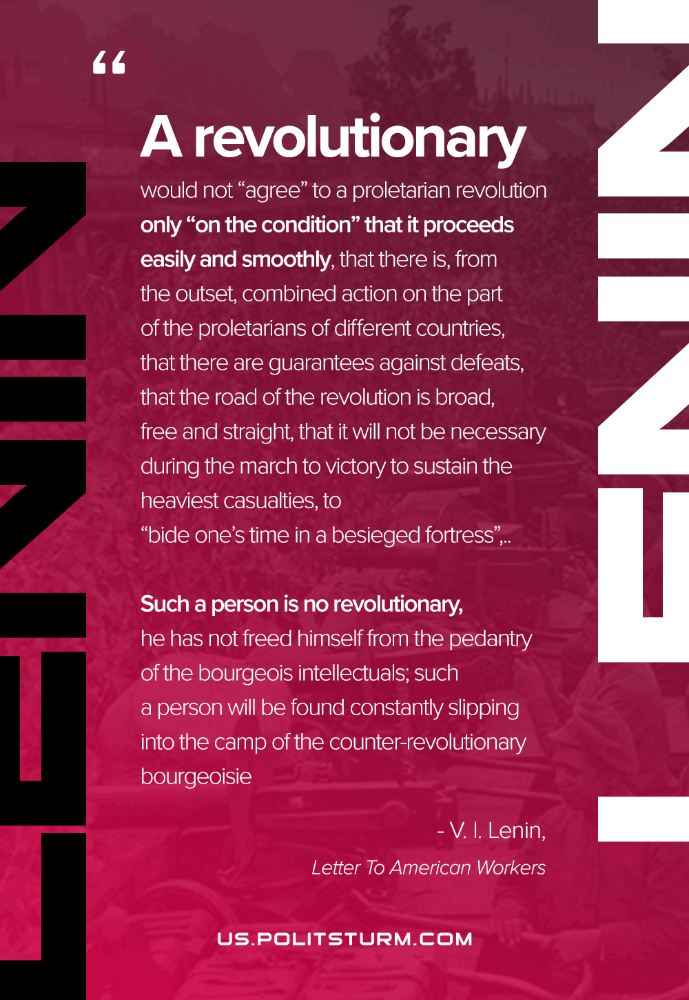 “
A revolutionary
would not “agree” to a proletarian revolution
only “on the condition” that it proceeds
easily and smoothly, that there is, from
the outset, combined action on the part
of the proletarians of different countries,
that there are guarantees against defeats,
that the road of the revolution is broad,
free and straight, that it will not be necessary
during the march to victory to sustain the
heaviest casualties, to
“bide one’s time in a besieged fortress”,..
Such a person is no revolutionary,
he has not freed himself from the pedantry
of the bourgeois intellectuals; such
a person will be found constantly slipping
into the camp of the counter-revolutionary
bourgeoisie
- V. I. Lenin,
Letter To American Workers
US.POLITSTURM.COM
LENIN
LENIN